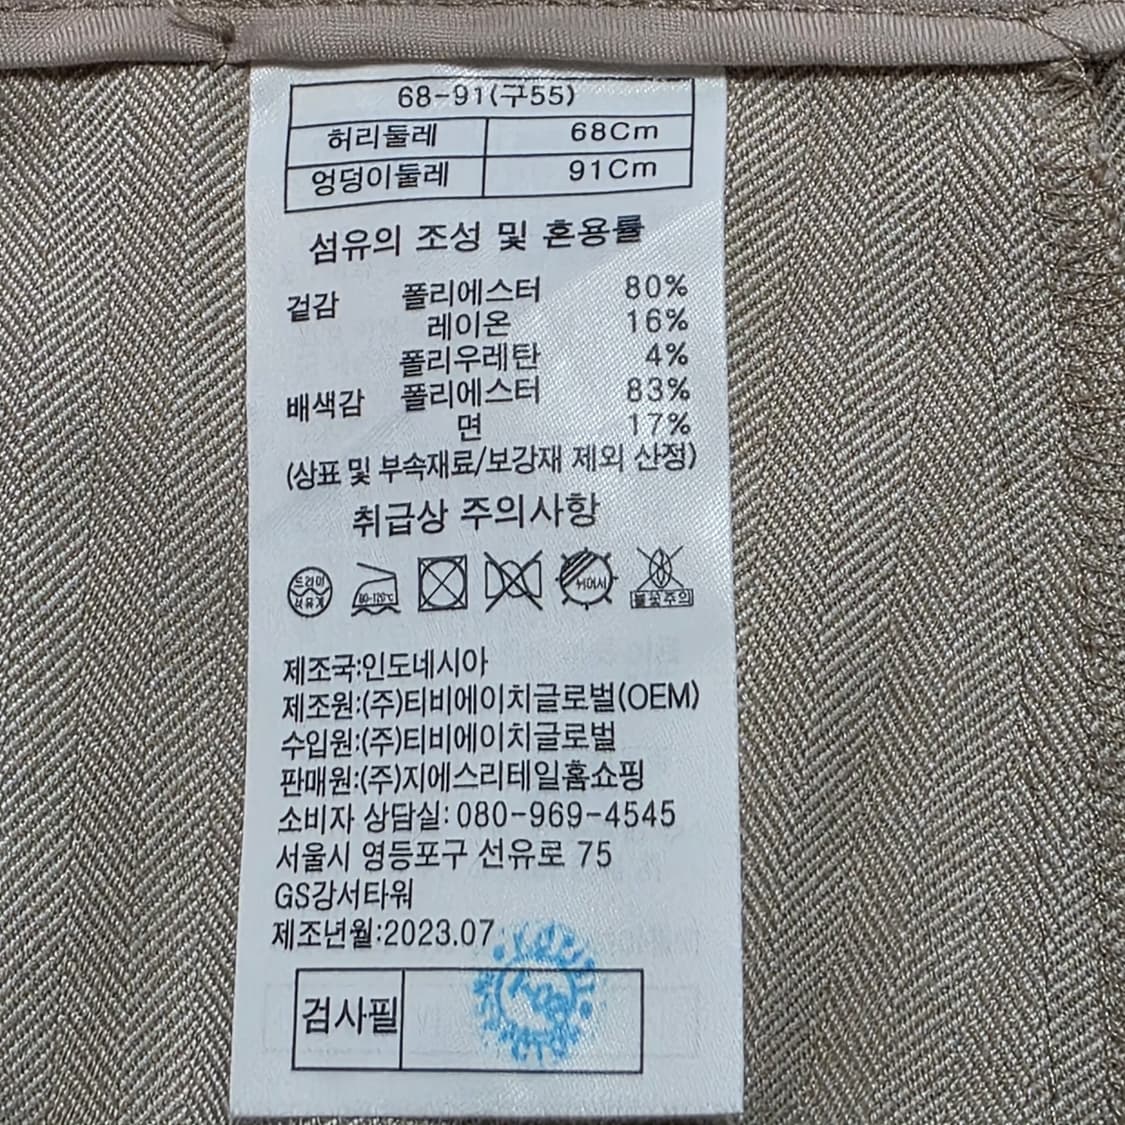 68-91(구55)
허리둘레 68Cm
엉덩이둘레 91Cm
섬유의 조성 및 혼용률
겉감 폴리에스터 80%
레이온 16%
폴리우레탄 4%
배색감 폴리에스터 83%
면 17%
(상표 및 부속재료/보강재 제외 산정)
취급상 주의사항
드라이 뉘어서 불꽃주의
제조국:인도네시아
제조원:(주)티비에이치글로벌(OEM)
수입원:(주)티비에이치글로벌
판매원:(주)지에스리테일홈쇼핑
소비자 상담실:080-969-4545
서울시 영등포구 선유로 75
GS강서타워
제조년월:2023.07
검사필